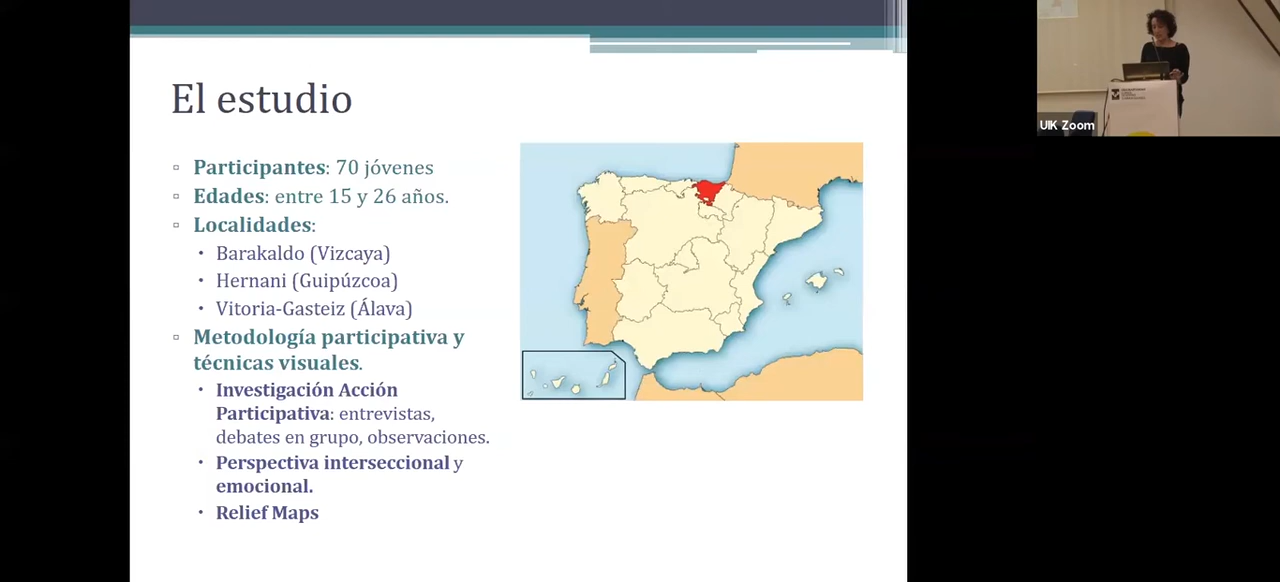 El estudio
Participantes: 70 jóvenes
Edades: entre 15 y 26 años.
Localidades:
Barakaldo (Vizcaya)
Hernani (Guipúzcoa)
Vitoria-Gasteiz (Álava)
Metodología participativa y
técnicas visuales.
Investigación Acción
Participativa: entrevistas,
debates en grupo, observaciones.
Perspectiva interseccional y
emocional.
Relief Maps
UIK Zoom